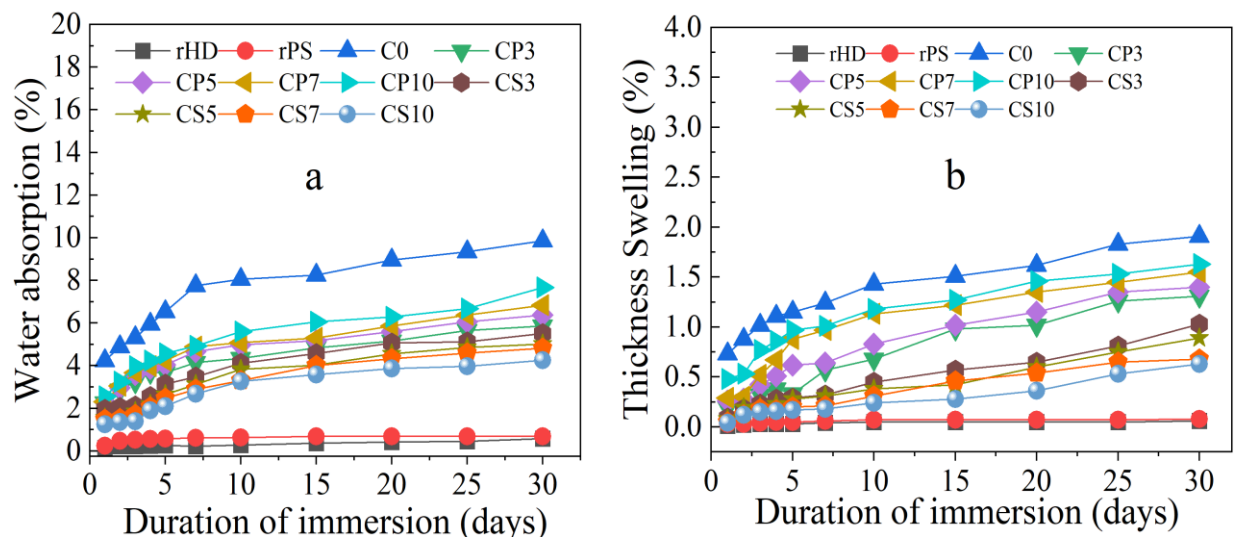 20
18
16
14
12
10
8
6
4
2
0
Water absorption (%)
rHD rPS C0 CP3
CP5 CP7 CP10 CS3
CS5 CS7 CS10
a
0 5 10 15 20 25 30
Duration of immersion (days)
4.0
3.5
3.0
2.5
2.0
1.5
1.0
0.5
0.0
Thickness Swelling (%)
rHD rPS C0 CP3
CP5 CP7 CP10 CS3
CS5 CS7 CS10
b
0 5 10 15 20 25 30
Duration of immersion (days)